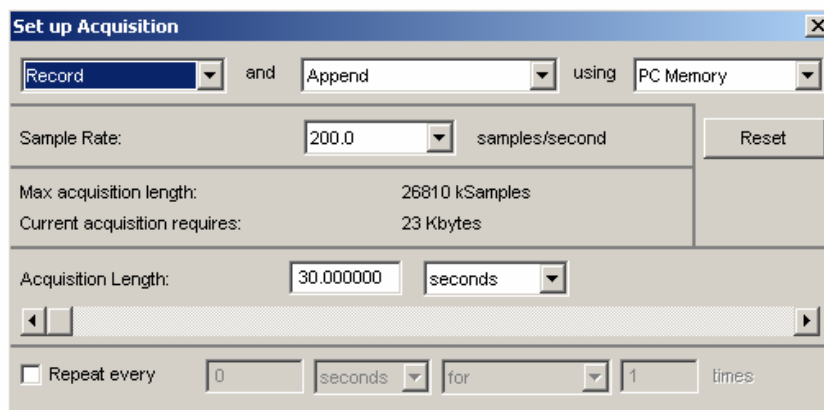 Set up Acquisition
Record and Append using PC Memory
Sample Rate: 200.0 samples/second Reset
Max acquisition length: 26810 kSamples
Current acquisition requires: 23 Kbytes
Acquisition Length: 30.000000 seconds
Repeat every 0 seconds for 1 times